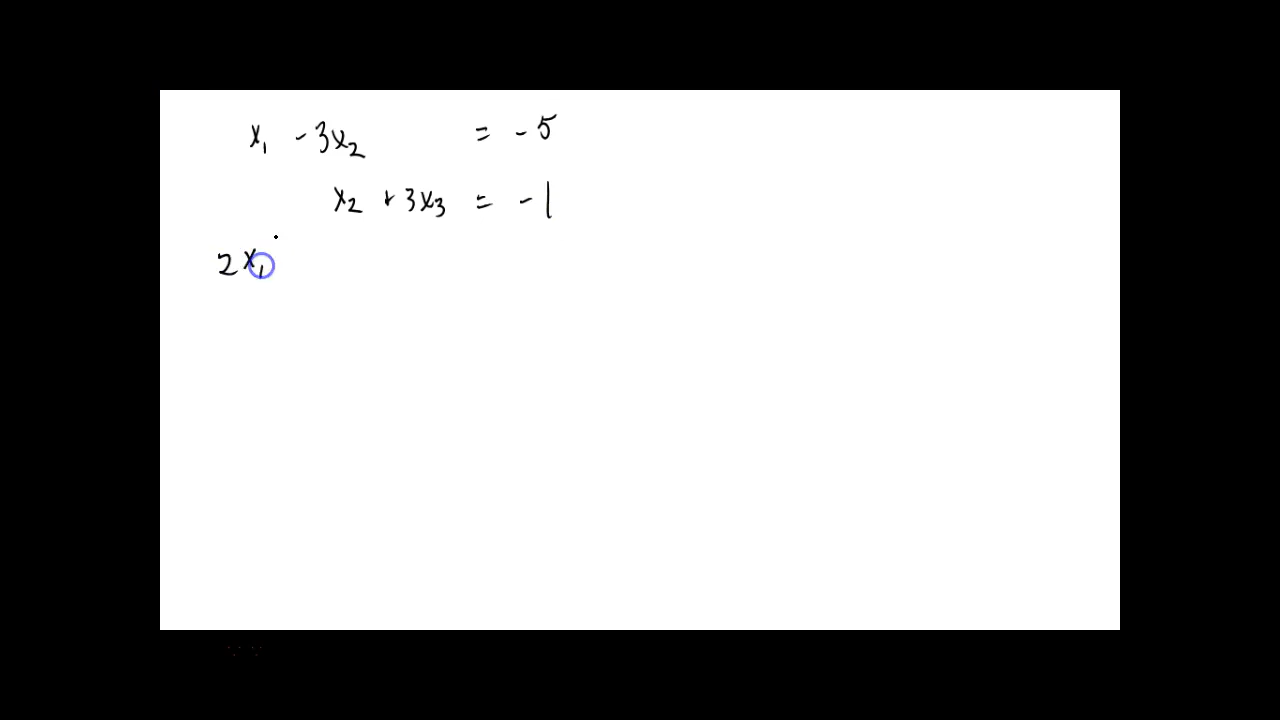 x₁ - 3x₂ = -5
x₂ + 3x₃ = -1
2x₁